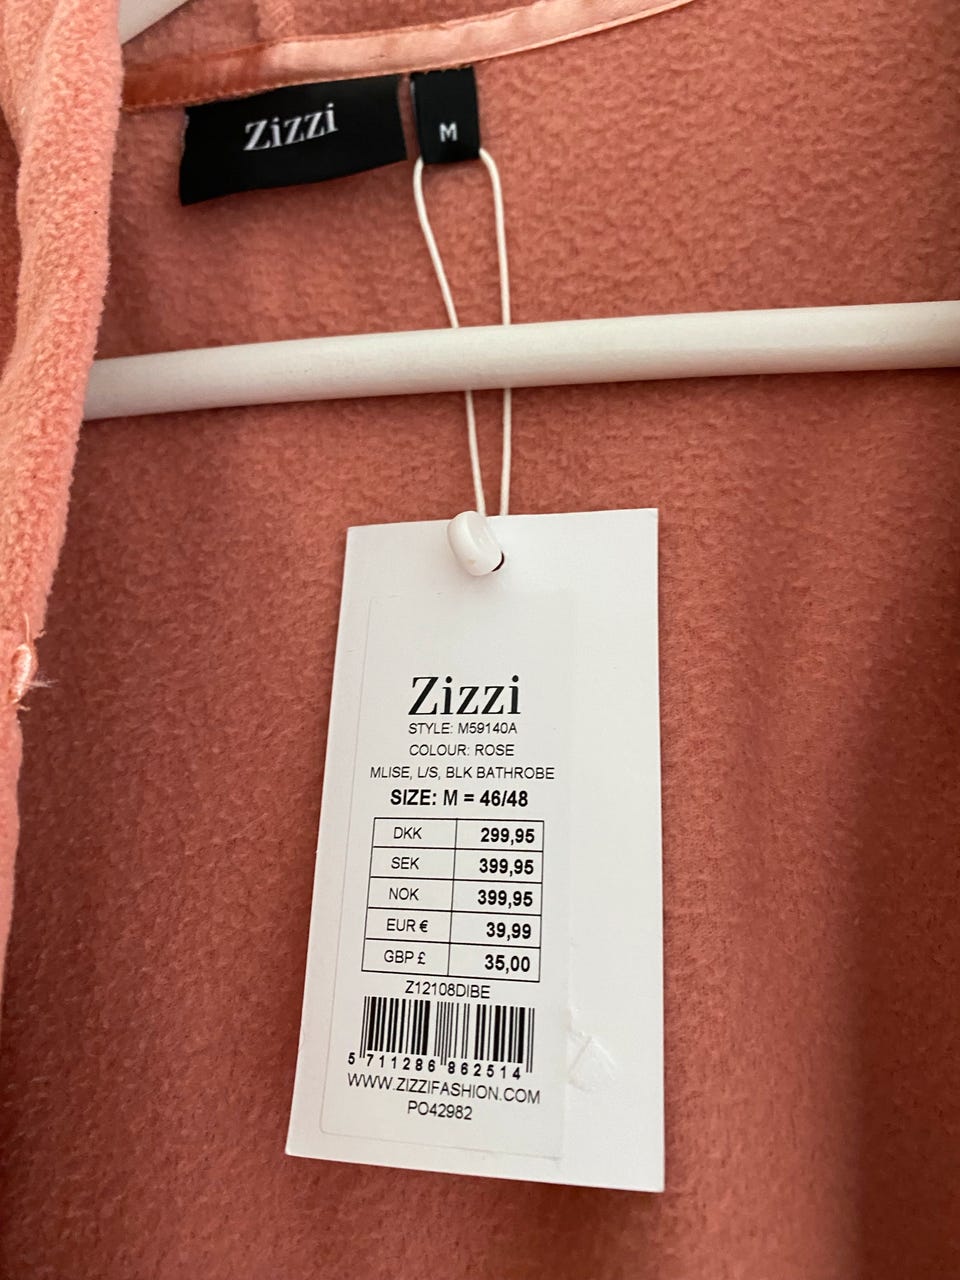 Zizzi
M
Zizzi
STYLE: M59140A
COLOUR: ROSE
MLISE, L/S, BLK BATHROBE
SIZE: M = 46/48
DKK 299,95
SEK 399,95
NOK 399,95
EUR € 39,99
GBP £ 35,00
Z12108DIBE
5 711286 862514
WWW.ZIZZIFASHION.COM
PO42982